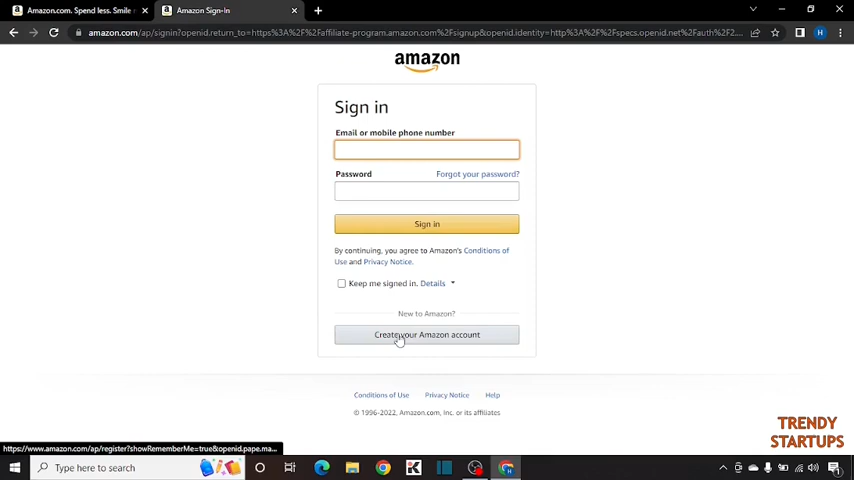 Amazon.com. Spend less. Smile
Amazon Sign-In
amazon.com/ap/signin?openid.return_to=https%3A%2F%2Faffiliate-program.amazon.com%2Fsignup&openid.identity=http%3A%2F%2Fspecs.openid.net%2Fauth%2F2....
H
amazon
Sign in
Email or mobile phone number
Password Forgot your password?
Sign in
By continuing, you agree to Amazon's Conditions of
Use and Privacy Notice.
Keep me signed in. Details
New to Amazon?
Create your Amazon account
Conditions of Use Privacy Notice Help
© 1996-2022, Amazon.com, Inc. or its affiliates
TRENDY
STARTUPS
https://www.amazon.com/ap/register?showRememberMe=true&openid.pape.ma...
Type here to search